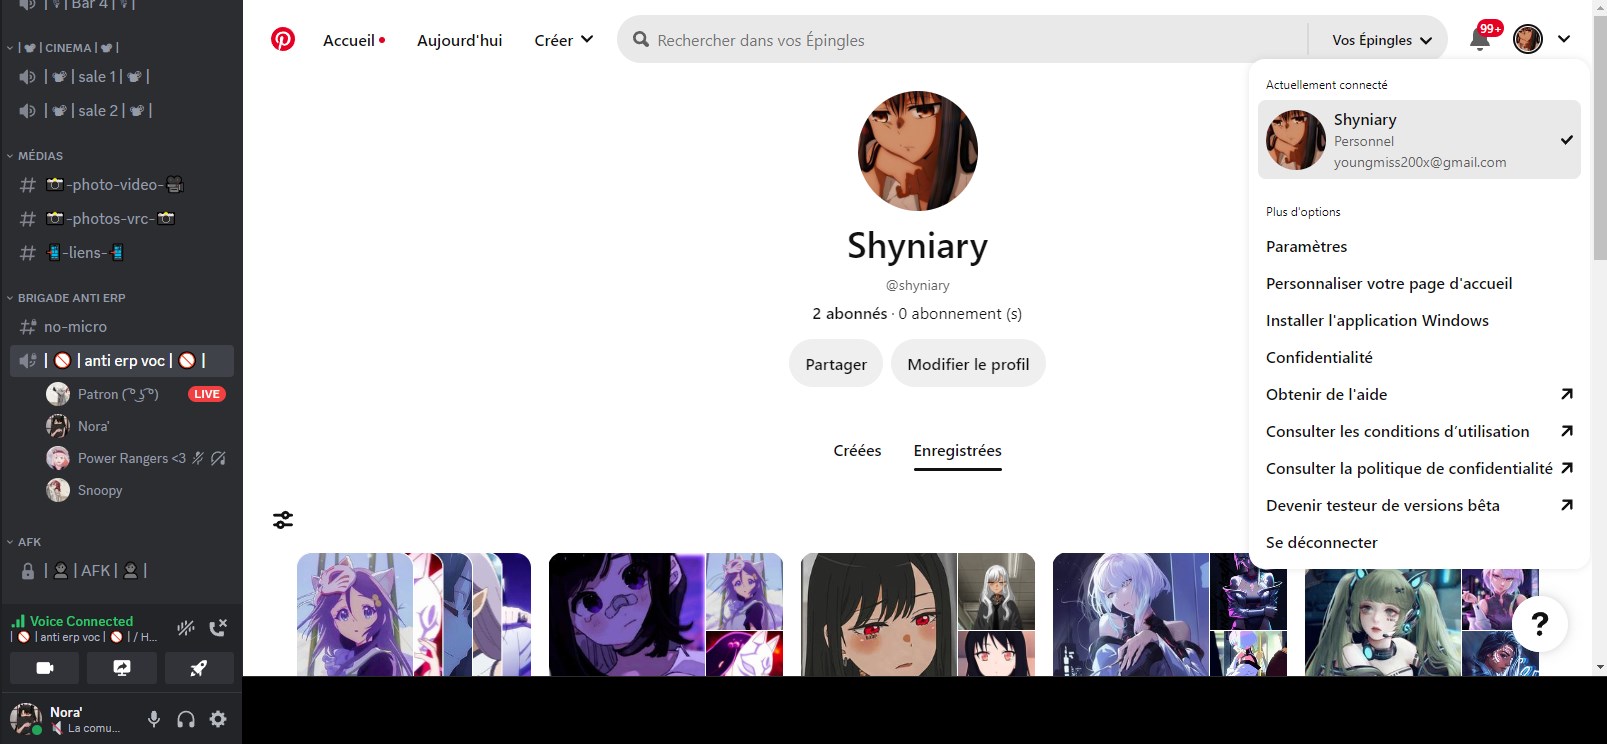 | Bar 4 | |
| | CINEMA | |
| | sale 1 | |
| | sale 2 | |
MÉDIAS
-photo-video-
-photos-vrc-
-liens-
BRIGADE ANTI ERP
no-micro
| 🚫 | anti erp voc | 🚫 |
Patron ( ͡° ͜ʖ ͡°)
LIVE
Nora'
Power Rangers <3
Snoopy
AFK
| | AFK | |
Voice Connected
| 🚫 | anti erp voc | 🚫 | / H...
Nora'
La comu...
Accueil
Aujourd'hui
Créer
Rechercher dans vos Épingles
Vos Épingles
99+
Shyniary
@shyniary
2 abonnés · 0 abonnement (s)
Partager
Modifier le profil
Créées
Enregistrées
Actuellement connecté
Shyniary
Personnel
youngmiss200x@gmail.com
Plus d'options
Paramètres
Personnaliser votre page d'accueil
Installer l'application Windows
Confidentialité
Obtenir de l'aide
Consulter les conditions d'utilisation
Consulter la politique de confidentialité
Devenir testeur de versions bêta
Se déconnecter
?